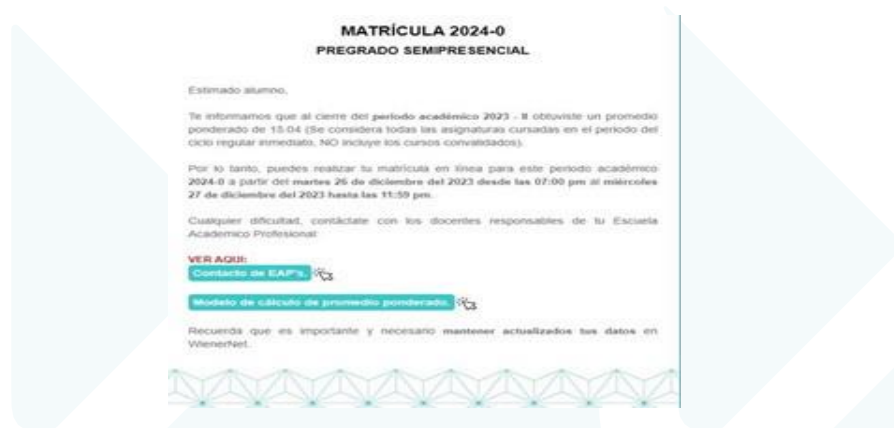 MATRÍCULA 2024-0
PREGRADO SEMIPRESENCIAL
Estimado alumno,
Te informamos que al cierre del periodo académico 2023 - II obtuviste un promedio
ponderado de 15.04 (Se considera todas las asignaturas cursadas en el periodo del
ciclo regular inmediato, NO incluye los cursos convalidados).
Por lo tanto, puedes realizar tu matrícula en línea para este periodo académico
2024-0 a partir del martes 26 de diciembre del 2023 desde las 07:00 pm al miércoles
27 de diciembre del 2023 hasta las 11:59 pm.
Cualquier dificultad, contáctate con los docentes responsables de tu Escuela
Académico Profesional:
VER AQUI:
Contacto de EAP's.
Modelo de cálculo de promedio ponderado.
Recuerda que es importante y necesario mantener actualizados tus datos en
WienerNet.